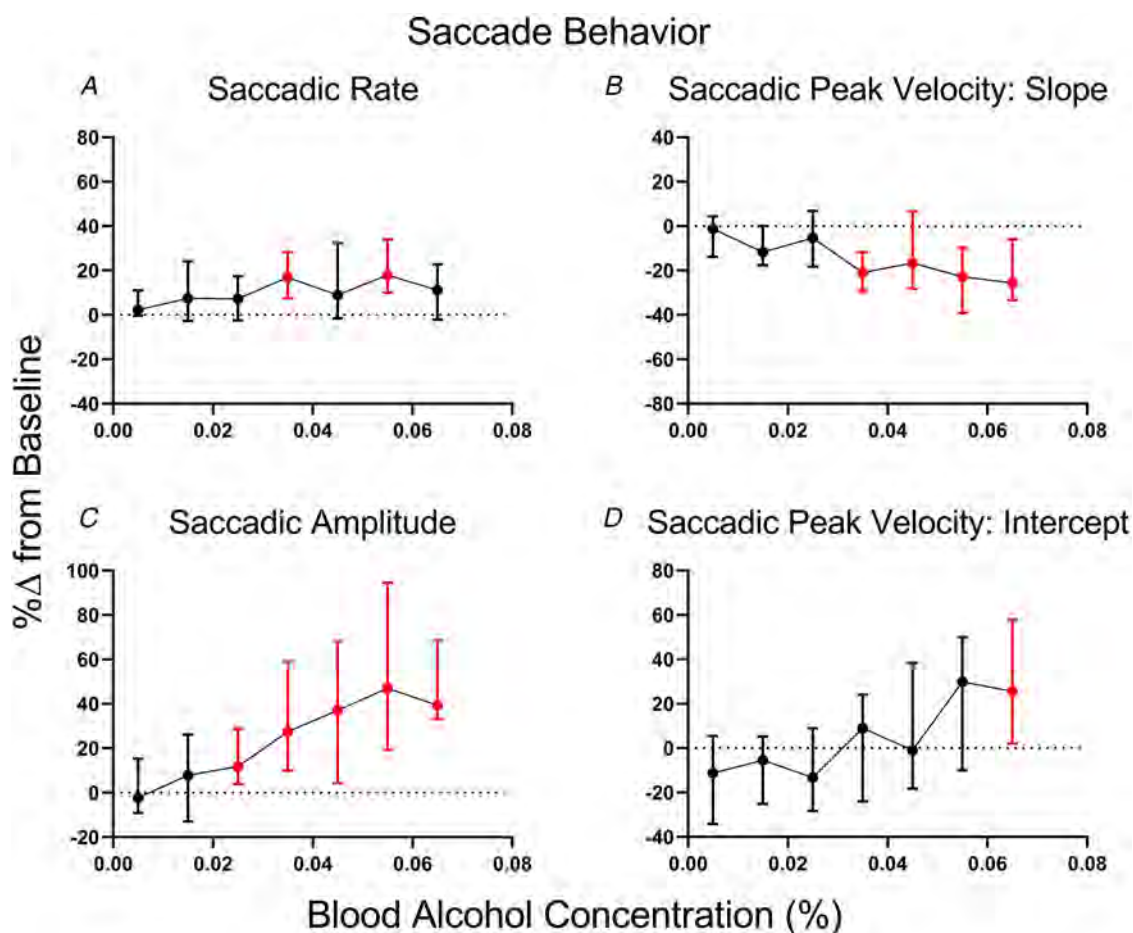 Saccade Behavior
A Saccadic Rate
80
60
40
20
0
-20
-40
0.00 0.02 0.04 0.06 0.08
B Saccadic Peak Velocity: Slope
40
20
0
-20
-40
-60
-80
0.00 0.02 0.04 0.06 0.08
%Δ from Baseline
C Saccadic Amplitude
100
80
60
40
20
0
-20
0.00 0.02 0.04 0.06 0.08
D Saccadic Peak Velocity: Intercept
80
60
40
20
0
-20
-40
0.00 0.02 0.04 0.06 0.08
Blood Alcohol Concentration (%)